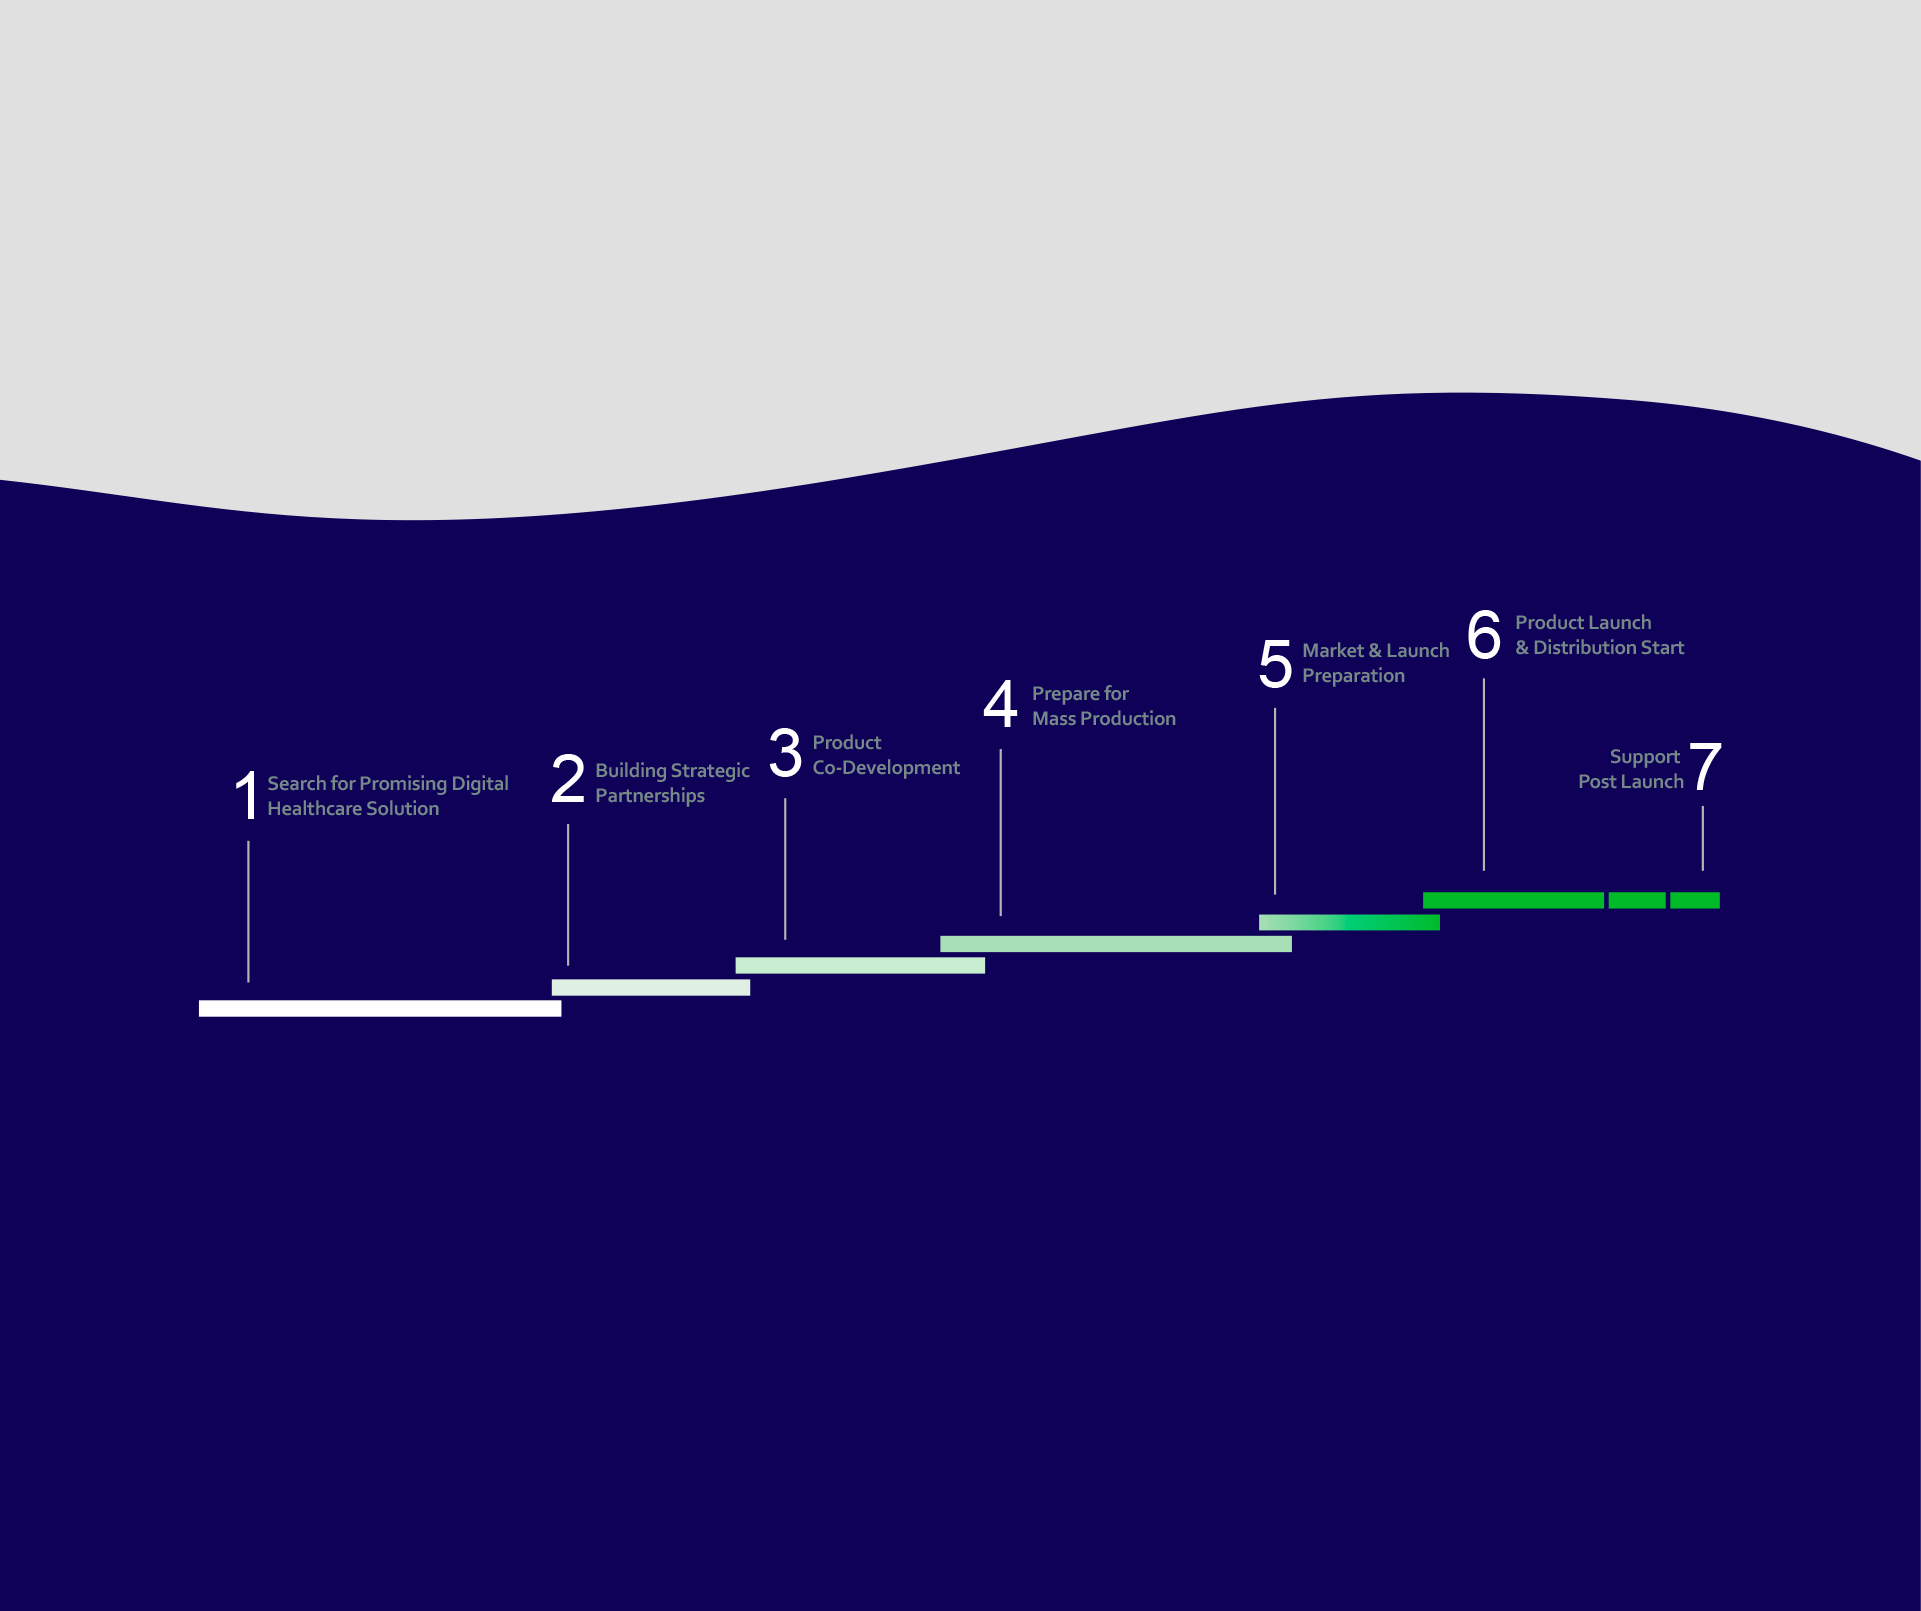 1
Search for Promising Digital
Healthcare Solution
2
Building Strategic
Partnerships
3
Product
Co-Development
4
Prepare for
Mass Production
5
Market & Launch
Preparation
6
Product Launch
& Distribution Start
7
Support
Post Launch